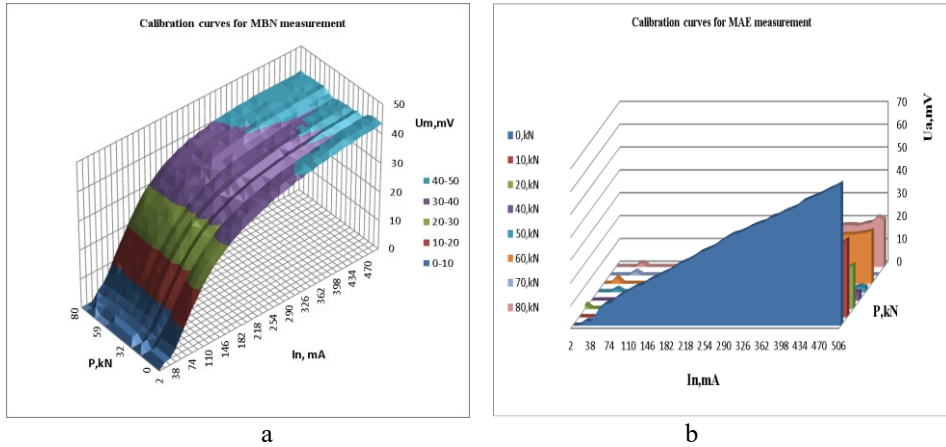 Calibration curves for MBN measurement
50
Um,mV
40
30
20
10
0
40-50
30-40
20-30
10-20
0-10
80
59
32
0
P,kN
2
38
74
110
146
182
218
254
290
326
362
398
434
470
In, mA
a
Calibration curves for MAE measurement
70
60
50
40
30
20
10
0
Ua,mV
0,kN
10,kN
20,kN
40,kN
50,kN
60,kN
70,kN
80,kN
P,kN
2 38 74 110 146 182 218 254 290 326 362 398 434 470 506
In,mA
b